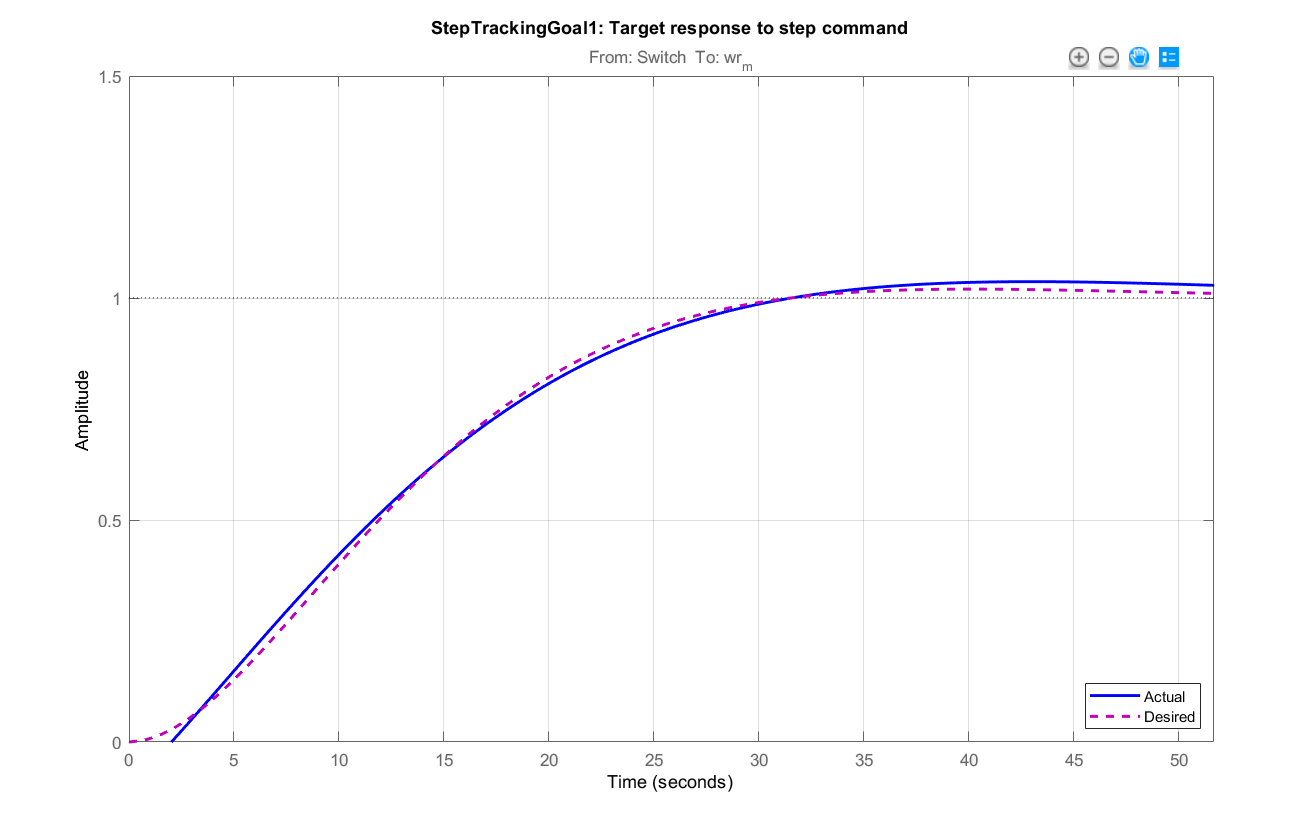 StepTrackingGoal1: Target response to step command
From: Switch To: wr_m
1.5
1
0.5
0
Amplitude
Actual
Desired
0 5 10 15 20 25 30 35 40 45 50
Time (seconds)